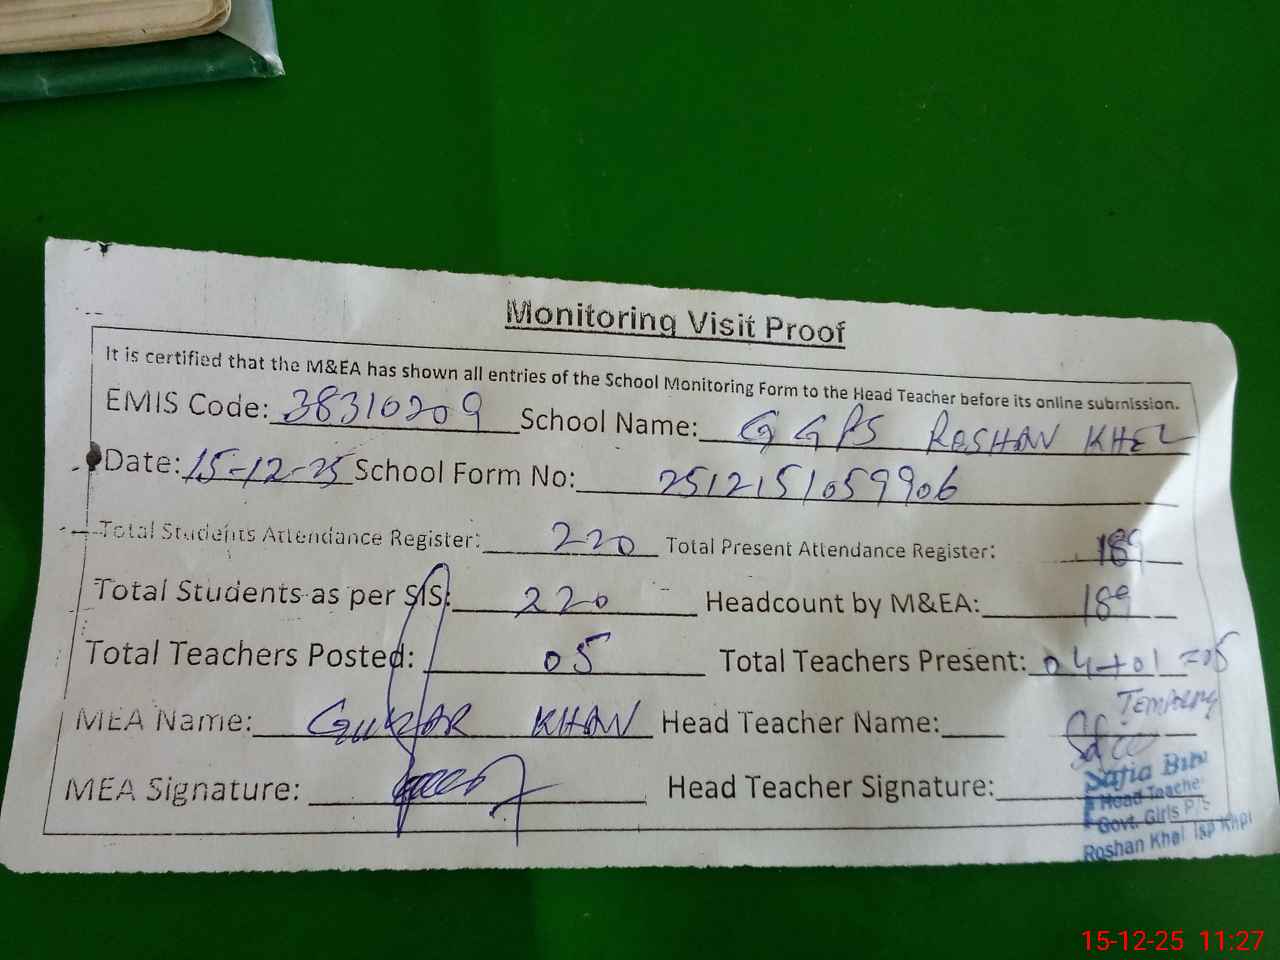 Monitoring Visit Proof
It is certified that the M&EA has shown all entries of the School Monitoring Form to the Head Teacher before its online submission.
EMIS Code: 38310209 School Name: GGPS ROSHAN KHEL
Date: 15-12-25 School Form No: 2512151059906
Total Students Attendance Register: 220 Total Present Attendance Register: 189
Total Students as per SIS: 220 Headcount by M&EA: 189
Total Teachers Posted: 05 Total Teachers Present: 04+01=05
MEA Name: KHAN Head Teacher Name:
MEA Signature: Head Teacher Signature:
Safia Bibi
Head Teacher
Govt. Girls P/S
Roshan Khel Tsp
15-12-25 11:27